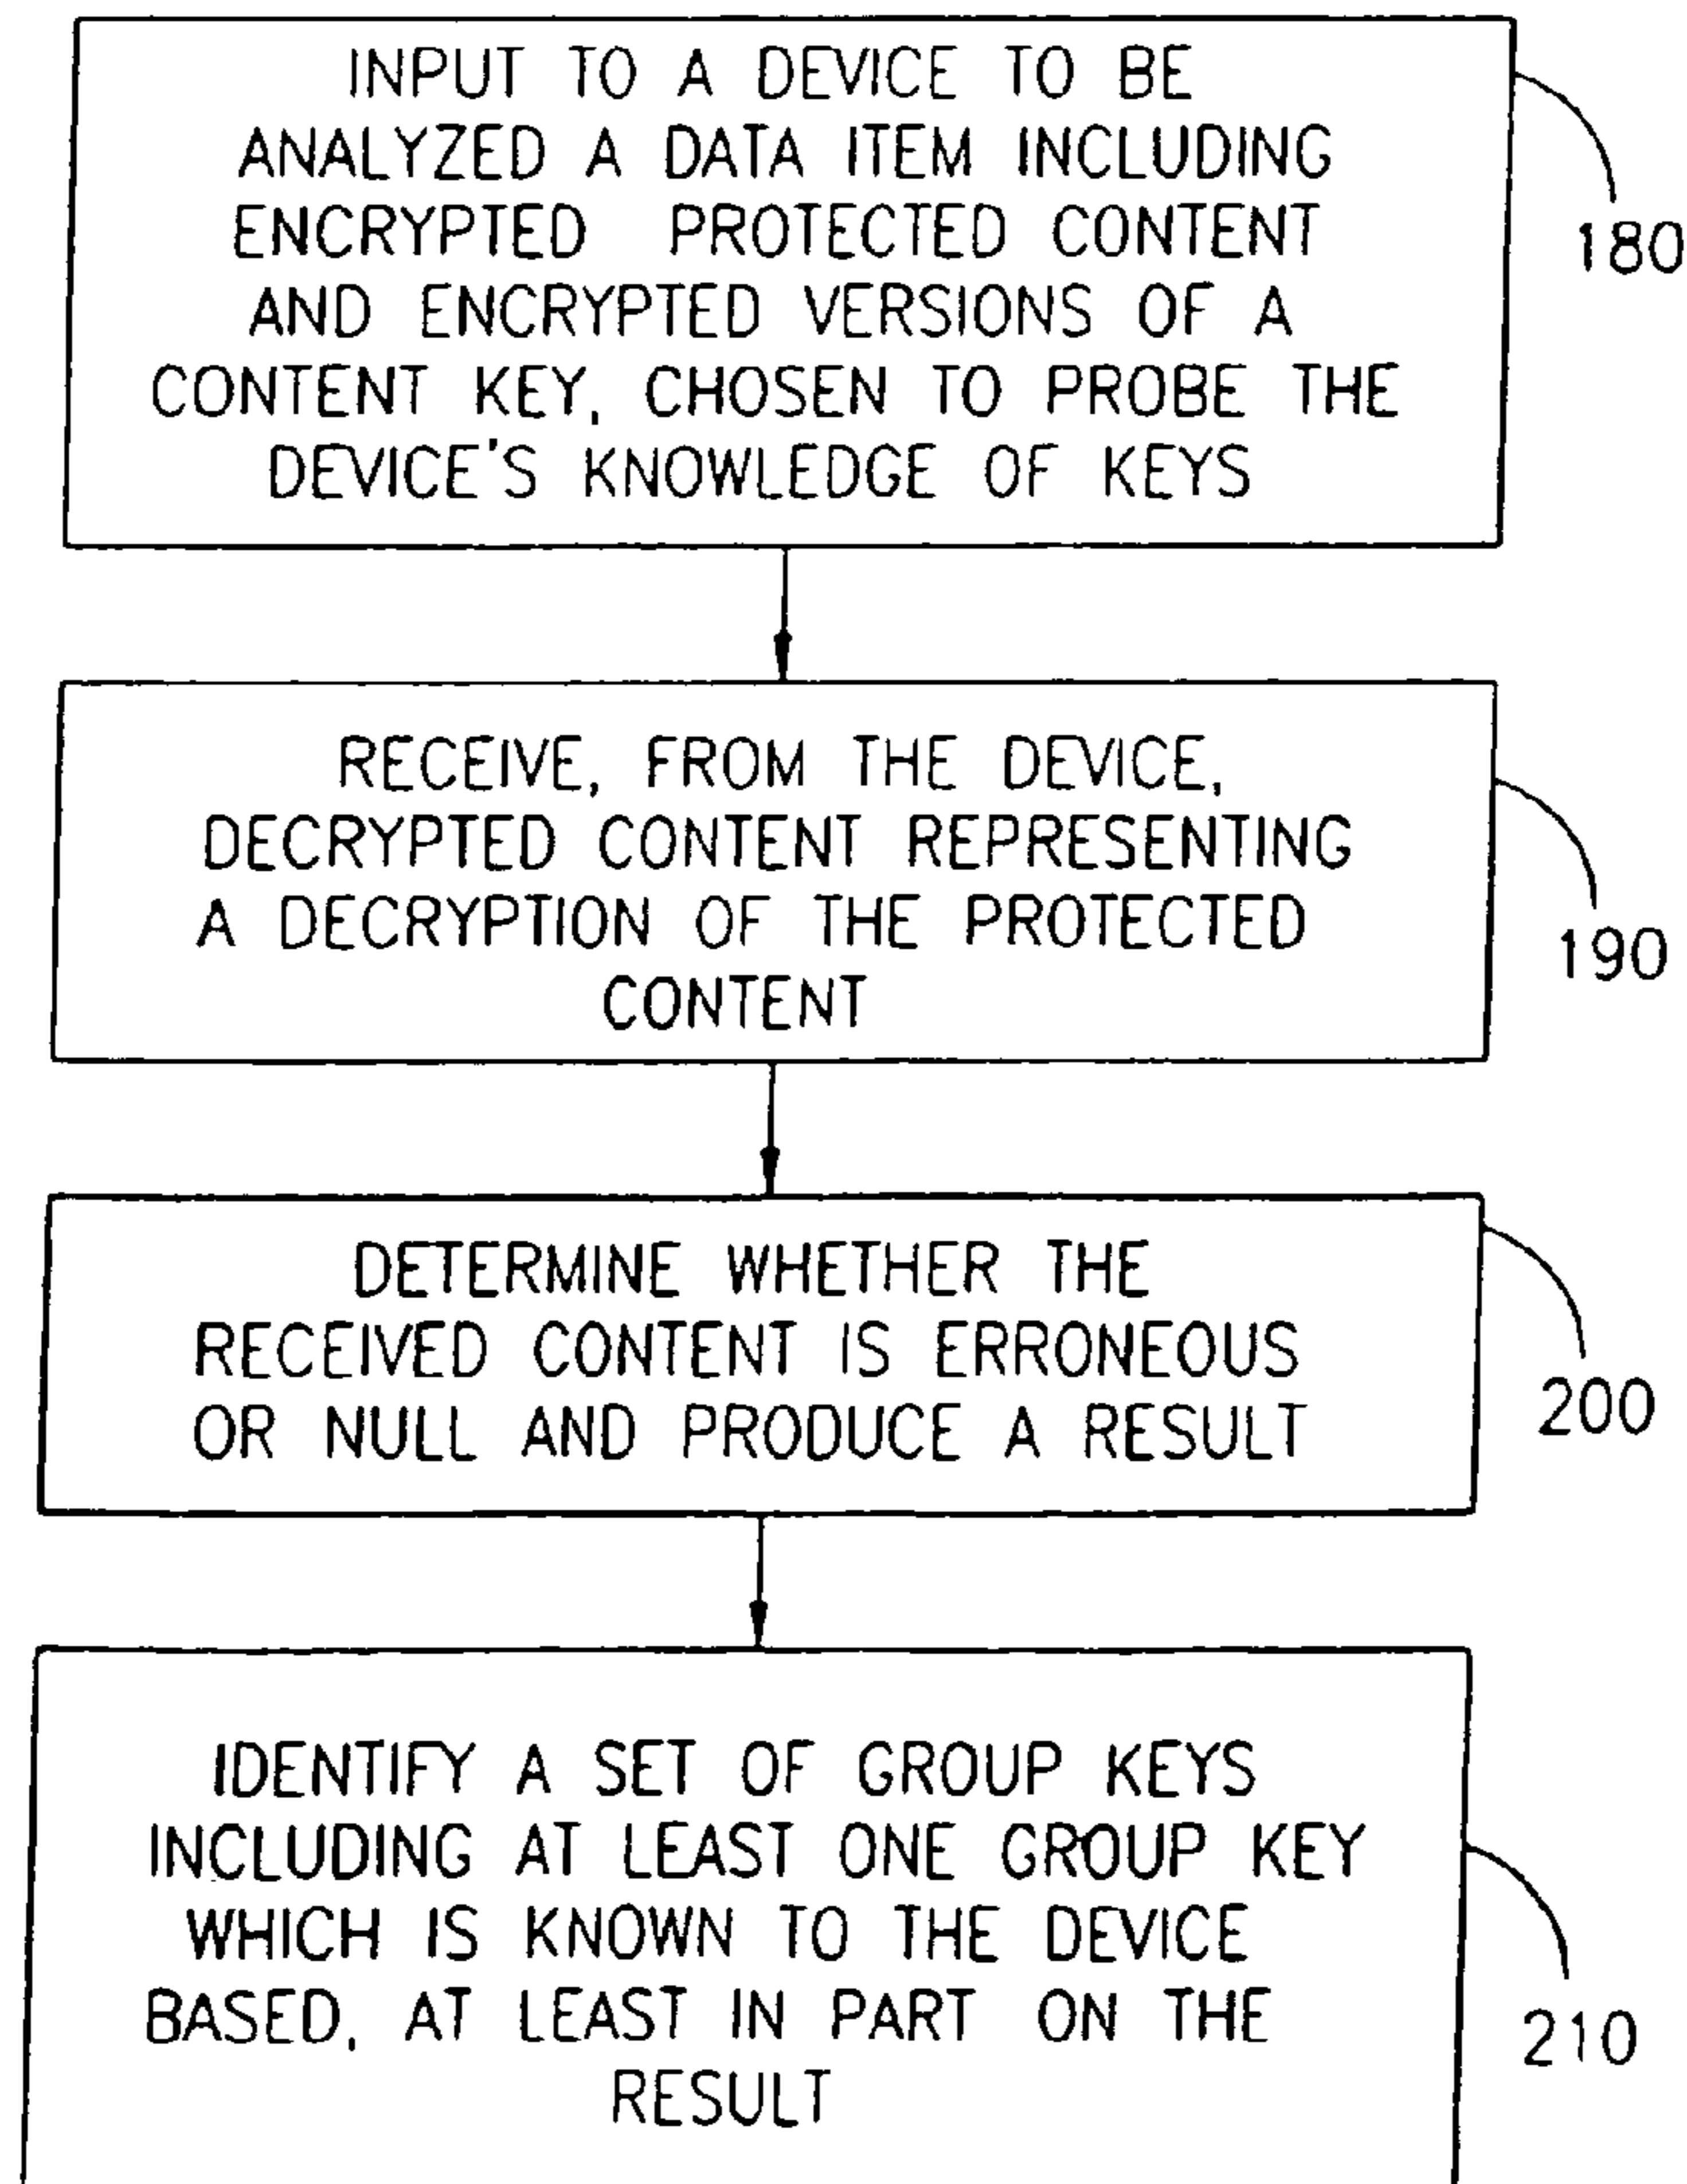 INPUT TO A DEVICE TO BE
ANALYZED A DATA ITEM INCLUDING
ENCRYPTED PROTECTED CONTENT
AND ENCRYPTED VERSIONS OF A
CONTENT KEY, CHOSEN TO PROBE THE
DEVICE'S KNOWLEDGE OF KEYS
180
RECEIVE, FROM THE DEVICE,
DECRYPTED CONTENT REPRESENTING
A DECRYPTION OF THE PROTECTED
CONTENT
190
DETERMINE WHETHER THE
RECEIVED CONTENT IS ERRONEOUS
OR NULL AND PRODUCE A RESULT
200
IDENTIFY A SET OF GROUP KEYS
INCLUDING AT LEAST ONE GROUP KEY
WHICH IS KNOWN TO THE DEVICE
BASED, AT LEAST IN PART ON THE
RESULT
210